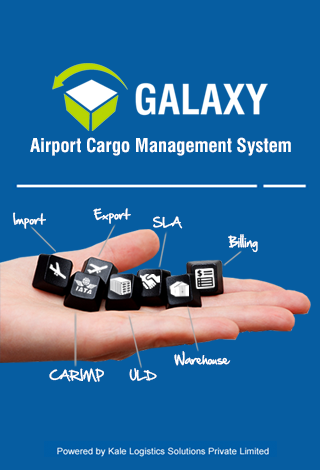 GALAXY
Airport Cargo Management System
Import
Export
SLA
Billing
IATA
CARIMP
ULD
Warehouse
Powered by Kale Logistics Solutions Private Limited